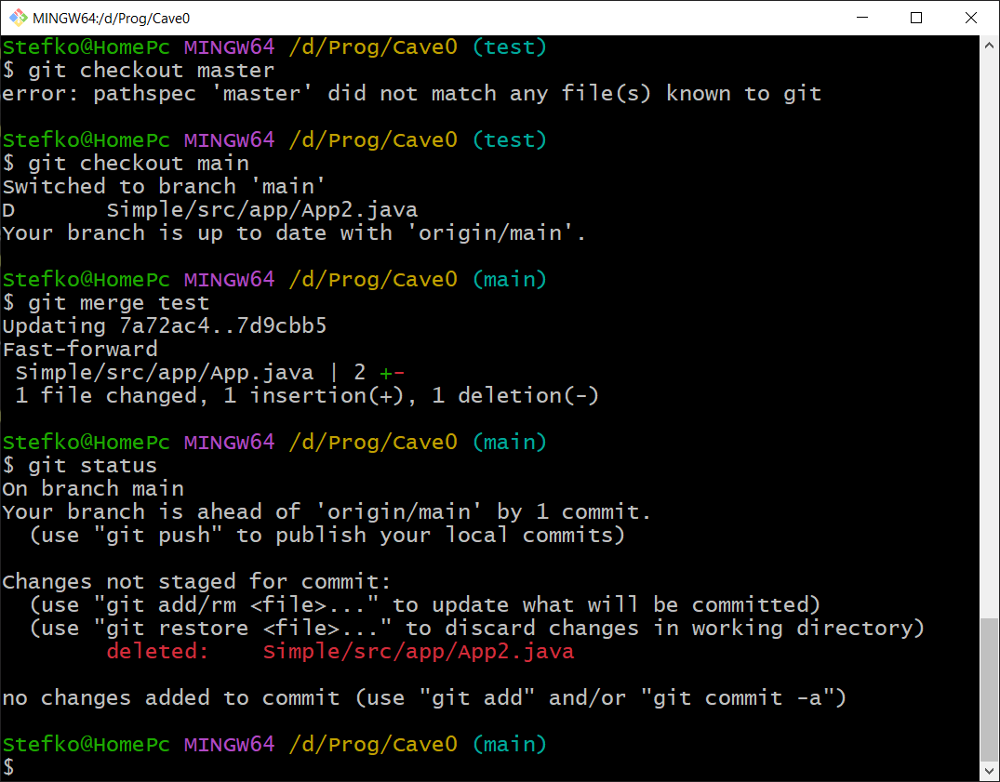 MINGW64:/d/Prog/Cave0
Stefko@HomePc MINGW64 /d/Prog/Cave0 (test)
$ git checkout master
error: pathspec 'master' did not match any file(s) known to git
Stefko@HomePc MINGW64 /d/Prog/Cave0 (test)
$ git checkout main
Switched to branch 'main'
D       Simple/src/app/App2.java
Your branch is up to date with 'origin/main'.
Stefko@HomePc MINGW64 /d/Prog/Cave0 (main)
$ git merge test
Updating 7a72ac4..7d9cbb5
Fast-forward
 Simple/src/app/App.java | 2 +-
 1 file changed, 1 insertion(+), 1 deletion(-)
Stefko@HomePc MINGW64 /d/Prog/Cave0 (main)
$ git status
On branch main
Your branch is ahead of 'origin/main' by 1 commit.
  (use "git push" to publish your local commits)
Changes not staged for commit:
  (use "git add/rm <file>..." to update what will be committed)
  (use "git restore <file>..." to discard changes in working directory)
        deleted:    Simple/src/app/App2.java
no changes added to commit (use "git add" and/or "git commit -a")
Stefko@HomePc MINGW64 /d/Prog/Cave0 (main)
$